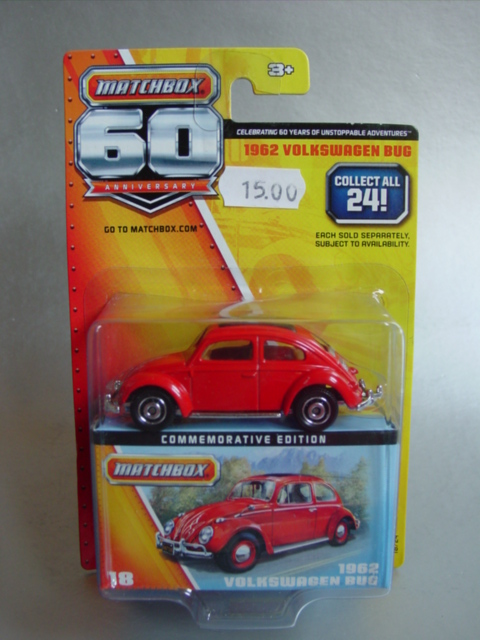 3+
MATCHBOX
60
ANNIVERSARY
CELEBRATING 60 YEARS OF UNSTOPPABLE ADVENTURES™
1962 VOLKSWAGEN BUG
15.00
COLLECT ALL
24!
GO TO MATCHBOX.COM
EACH SOLD SEPARATELY,
SUBJECT TO AVAILABILITY.
COMMEMORATIVE EDITION
MATCHBOX
18
1962
VOLKSWAGEN BUG